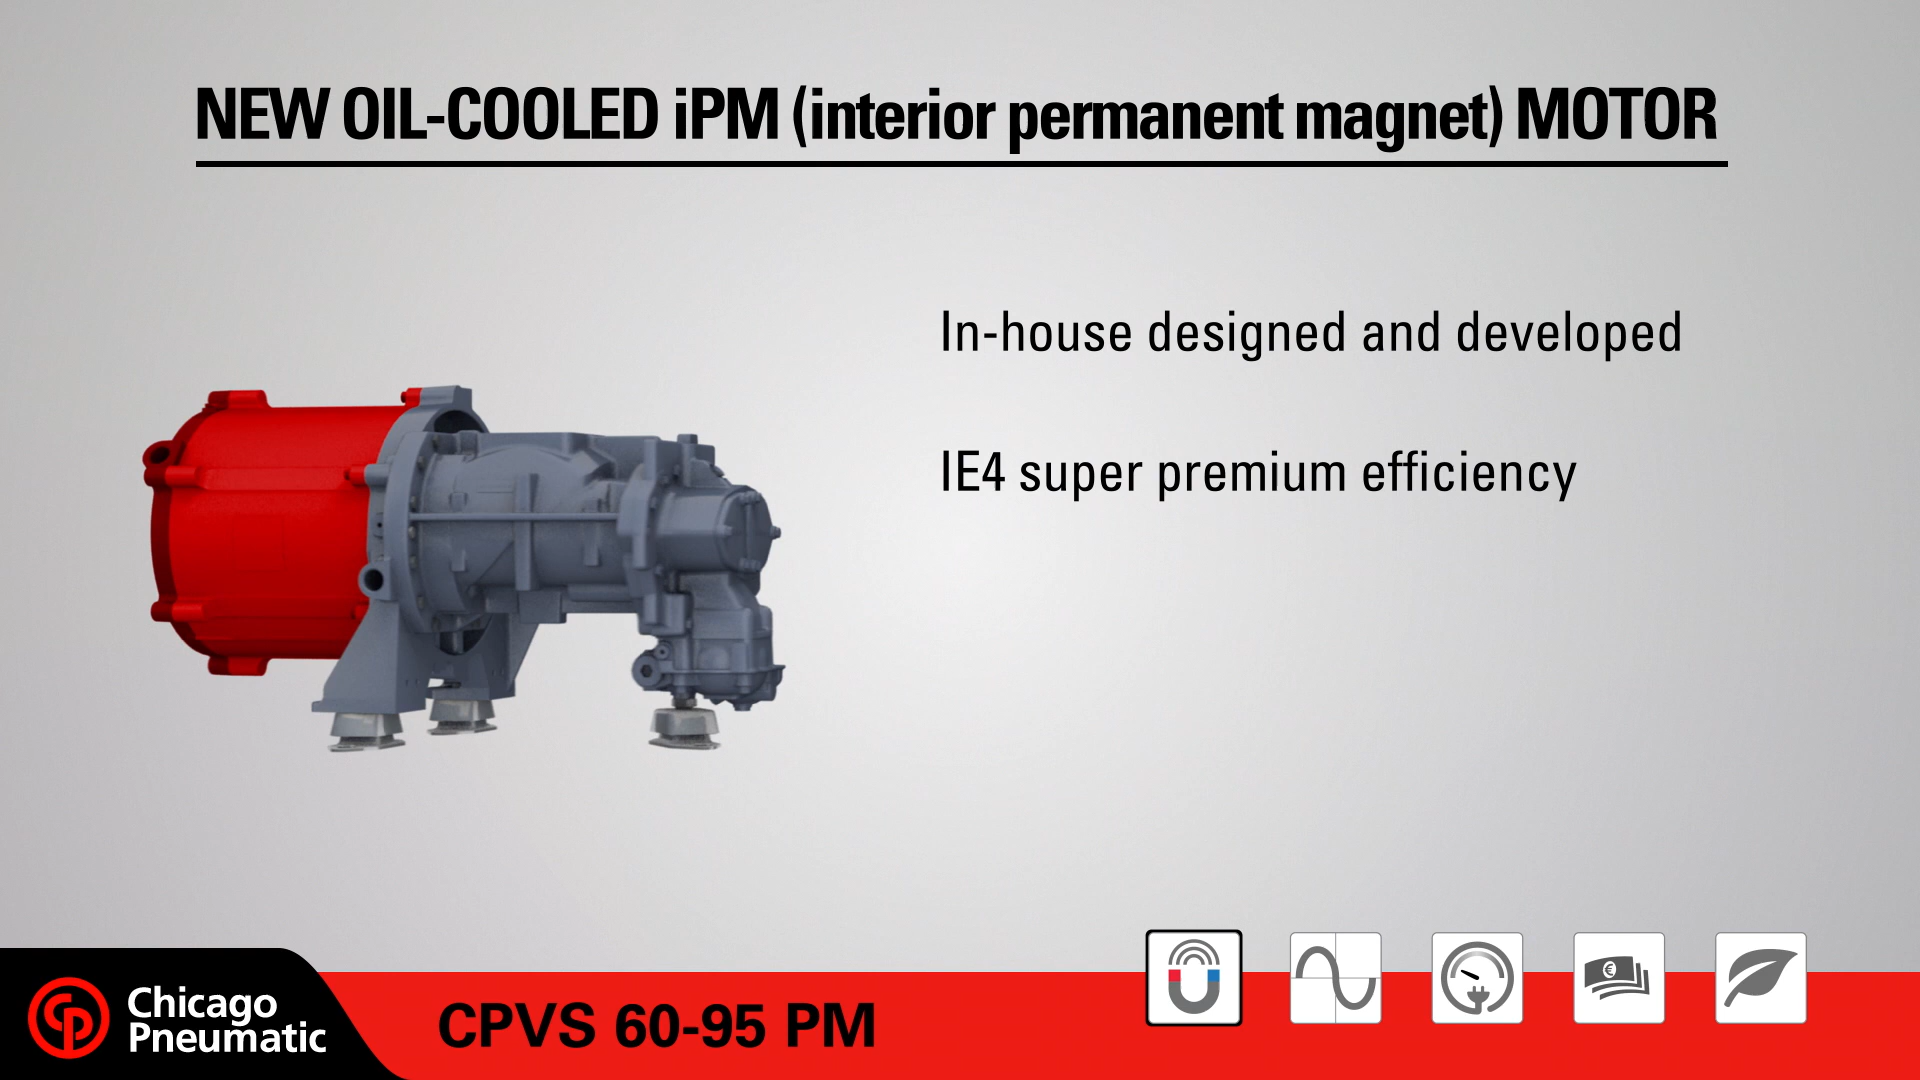 NEW OIL-COOLED iPM (interior permanent magnet) MOTOR
In-house designed and developed
IE4 super premium efficiency
Chicago
Pneumatic
CPVS 60-95 PM